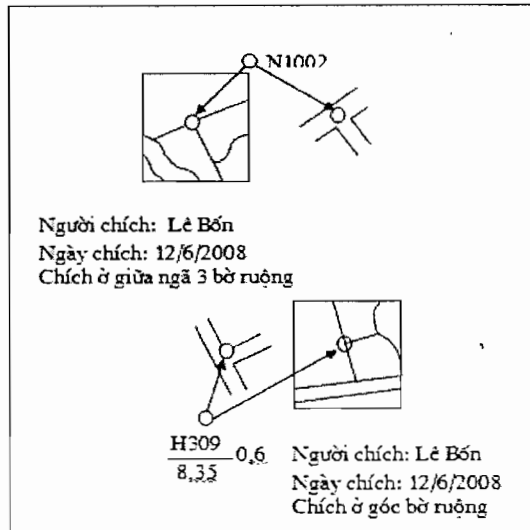 N1002
Người chích: Lê Bốn
Ngày chích: 12/6/2008
Chích ở giữa ngã 3 bờ ruộng
H309
8,35
0,6
Người chích: Lê Bốn
Ngày chích: 12/6/2008
Chích ở góc bờ ruộng